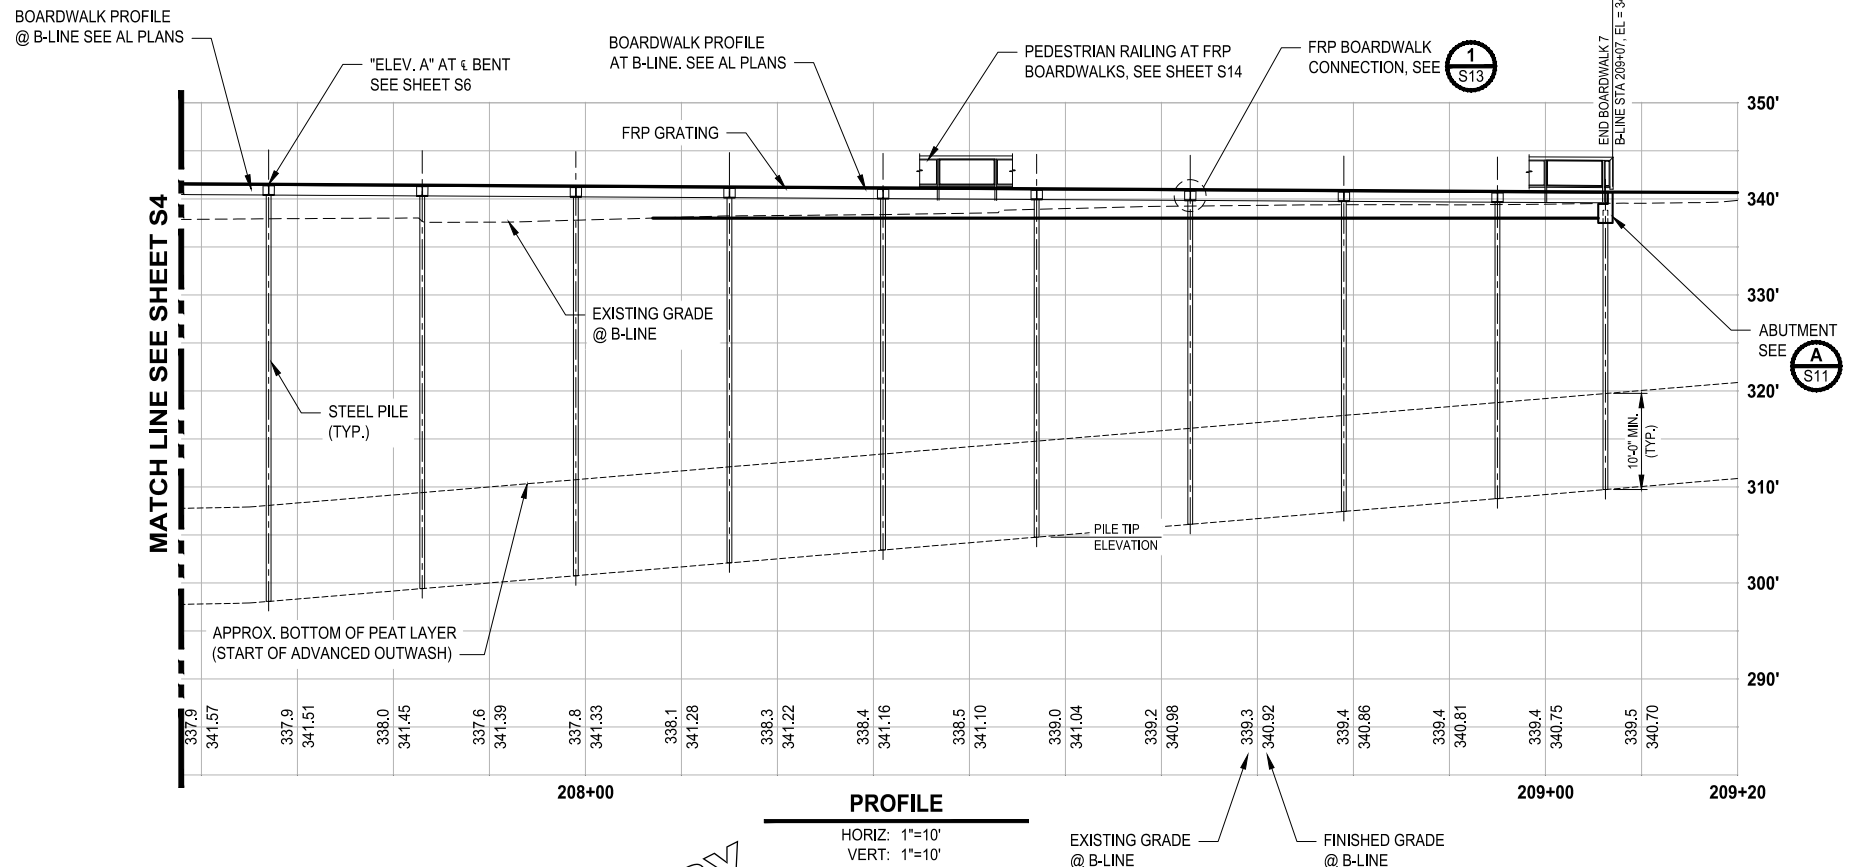 BOARDWALK PROFILE
@ B-LINE SEE AL PLANS
"ELEV. A" AT ℄ BENT
SEE SHEET S6
BOARDWALK PROFILE
AT B-LINE. SEE AL PLANS
FRP GRATING
PEDESTRIAN RAILING AT FRP
BOARDWALKS, SEE SHEET S14
FRP BOARDWALK
CONNECTION, SEE
1
S13
END BOARDWALK 7
B-LINE STA 209+07, EL =
350'
340'
330'
320'
310'
300'
290'
MATCH LINE SEE SHEET S4
EXISTING GRADE
@ B-LINE
STEEL PILE
(TYP.)
ABUTMENT
SEE
A
S11
10'-0" MIN.
(TYP.)
PILE TIP
ELEVATION
APPROX. BOTTOM OF PEAT LAYER
(START OF ADVANCED OUTWASH)
337.9
341.57
337.9
341.51
338.0
341.45
337.6
341.39
337.8
341.33
338.1
341.28
338.3
341.22
338.4
341.16
338.5
341.10
339.0
341.04
339.2
340.98
339.3
340.92
339.4
340.86
339.4
340.81
339.4
340.75
339.5
340.70
208+00
209+00
209+20
PROFILE
HORIZ: 1"=10'
VERT: 1"=10'
EXISTING GRADE
@ B-LINE
FINISHED GRADE
@ B-LINE